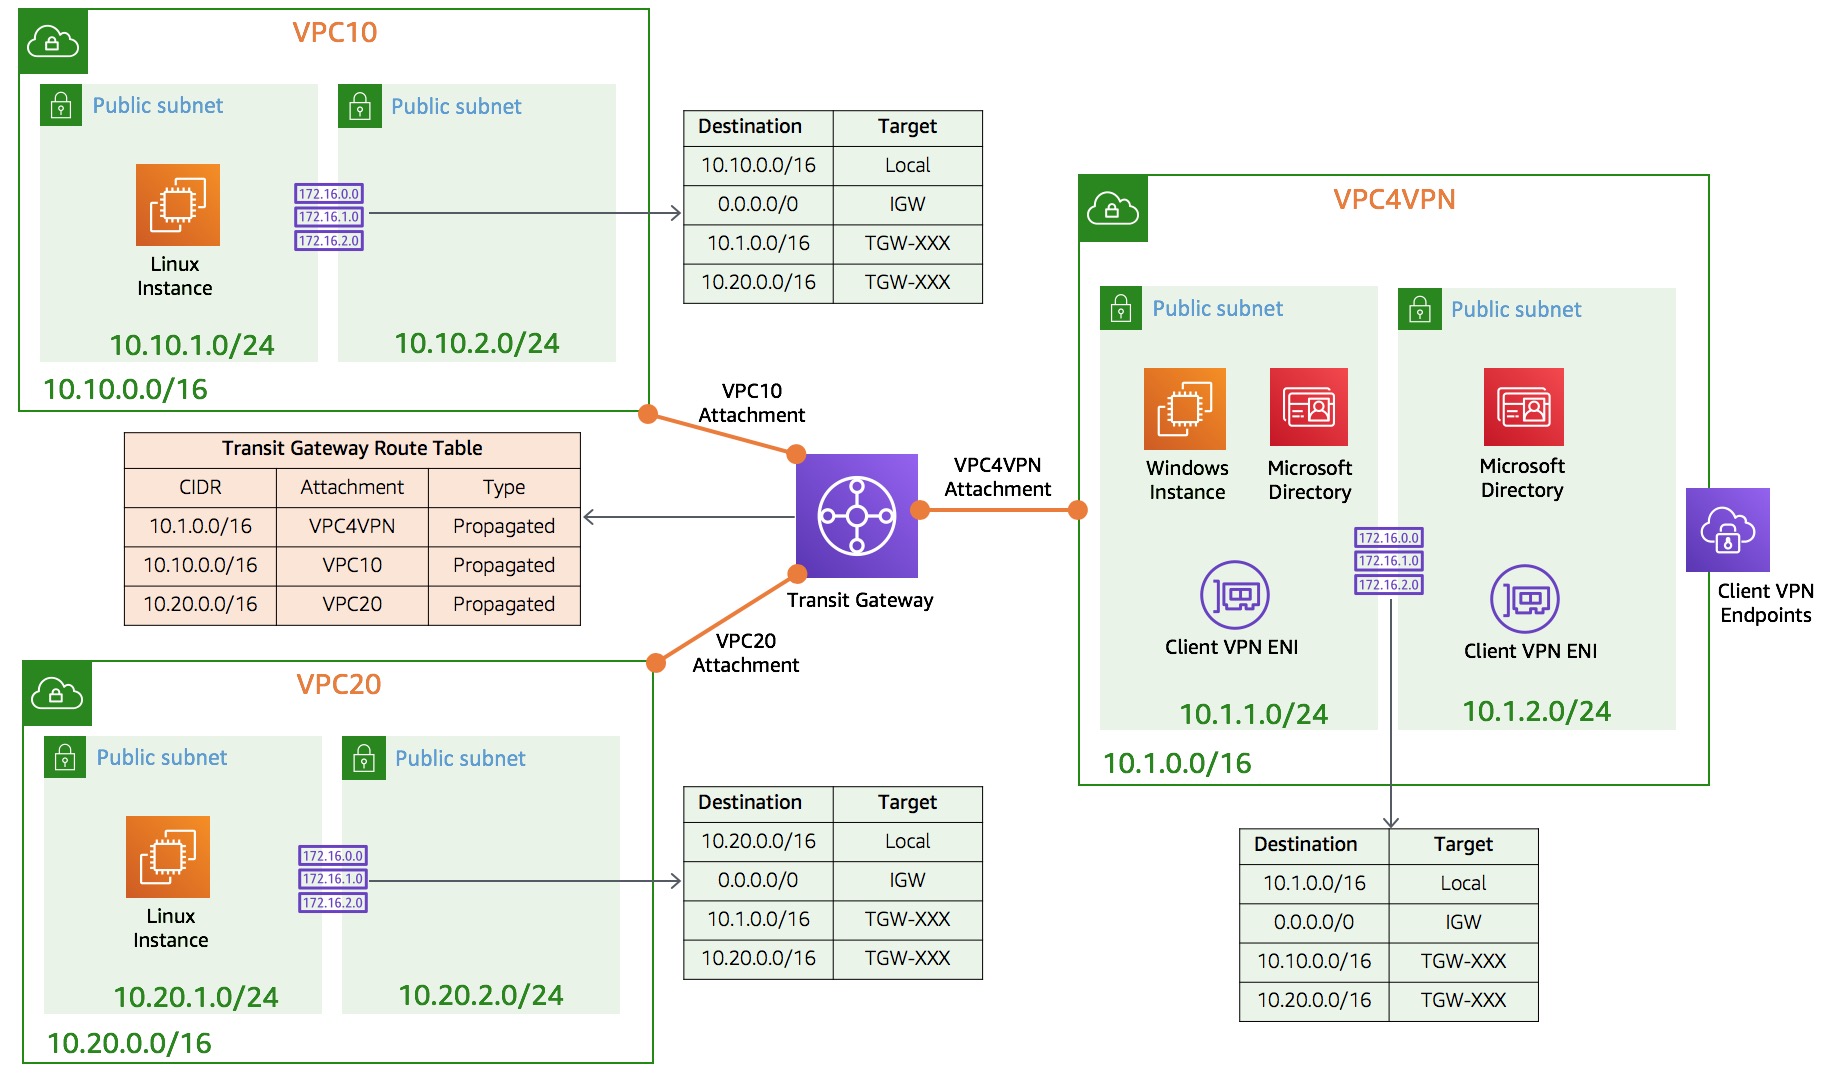 VPC10
Public subnet
Public subnet
172.16.0.0
172.16.1.0
172.16.2.0
Linux
Instance
10.10.1.0/24
10.10.2.0/24
10.10.0.0/16
Destination Target
10.10.0.0/16 Local
0.0.0.0/0 IGW
10.1.0.0/16 TGW-XXX
10.20.0.0/16 TGW-XXX
VPC10
Attachment
Transit Gateway Route Table
CIDR Attachment Type
10.1.0.0/16 VPC4VPN Propagated
10.10.0.0/16 VPC10 Propagated
10.20.0.0/16 VPC20 Propagated
Transit Gateway
VPC4VPN
Attachment
VPC20
Attachment
VPC20
Public subnet
Public subnet
172.16.0.0
172.16.1.0
172.16.2.0
Linux
Instance
10.20.1.0/24
10.20.2.0/24
10.20.0.0/16
Destination Target
10.20.0.0/16 Local
0.0.0.0/0 IGW
10.1.0.0/16 TGW-XXX
10.20.0.0/16 TGW-XXX
VPC4VPN
Public subnet
Public subnet
Windows
Instance
Microsoft
Directory
Microsoft
Directory
172.16.0.0
172.16.1.0
172.16.2.0
Client VPN ENI
Client VPN ENI
10.1.1.0/24
10.1.2.0/24
10.1.0.0/16
Client VPN
Endpoints
Destination Target
10.1.0.0/16 Local
0.0.0.0/0 IGW
10.10.0.0/16 TGW-XXX
10.20.0.0/16 TGW-XXX